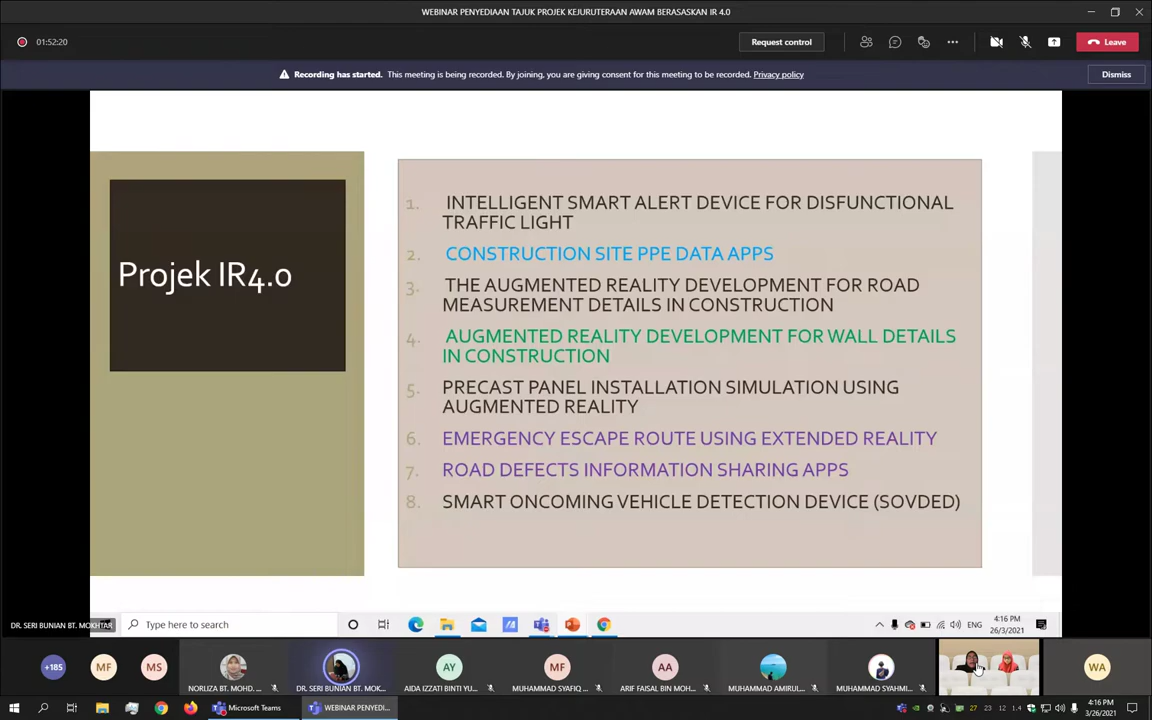 WEBINAR PENYEDIAAN TAJUK PROJEK KEJURUTERAAN AWAM BERASASKAN IR 4.0
01:52:20
Request control
Leave
Recording has started. This meeting is being recorded. By joining, you are giving consent for this meeting to be recorded. Privacy policy
Dismiss
Projek IR4.0
1. INTELLIGENT SMART ALERT DEVICE FOR DISFUNCTIONAL
TRAFFIC LIGHT
2. CONSTRUCTION SITE PPE DATA APPS
3. THE AUGMENTED REALITY DEVELOPMENT FOR ROAD
MEASUREMENT DETAILS IN CONSTRUCTION
4. AUGMENTED REALITY DEVELOPMENT FOR WALL DETAILS
IN CONSTRUCTION
5. PRECAST PANEL INSTALLATION SIMULATION USING
AUGMENTED REALITY
6. EMERGENCY ESCAPE ROUTE USING EXTENDED REALITY
7. ROAD DEFECTS INFORMATION SHARING APPS
8. SMART ONCOMING VEHICLE DETECTION DEVICE (SOVDED)
DR. SERI BUNIAN BT. MOKHTAR
Type here to search
ENG
4:16 PM
26/3/2021
+185
MF
MS
AY
MF
AA
WA
NORLIZA BT. MOHD. ...
DR. SERI BUNIAN BT. MOK...
AIDA IZZATI BINTI YU...
MUHAMMAD SYAFIQ ...
ARIF FAISAL BIN MOH...
MUHAMMAD AMIRUL...
MUHAMMAD SYAHMI...
Microsoft Teams
WEBINAR PENYEDI...
27 23 12 1.4
4:16 PM
3/26/2021